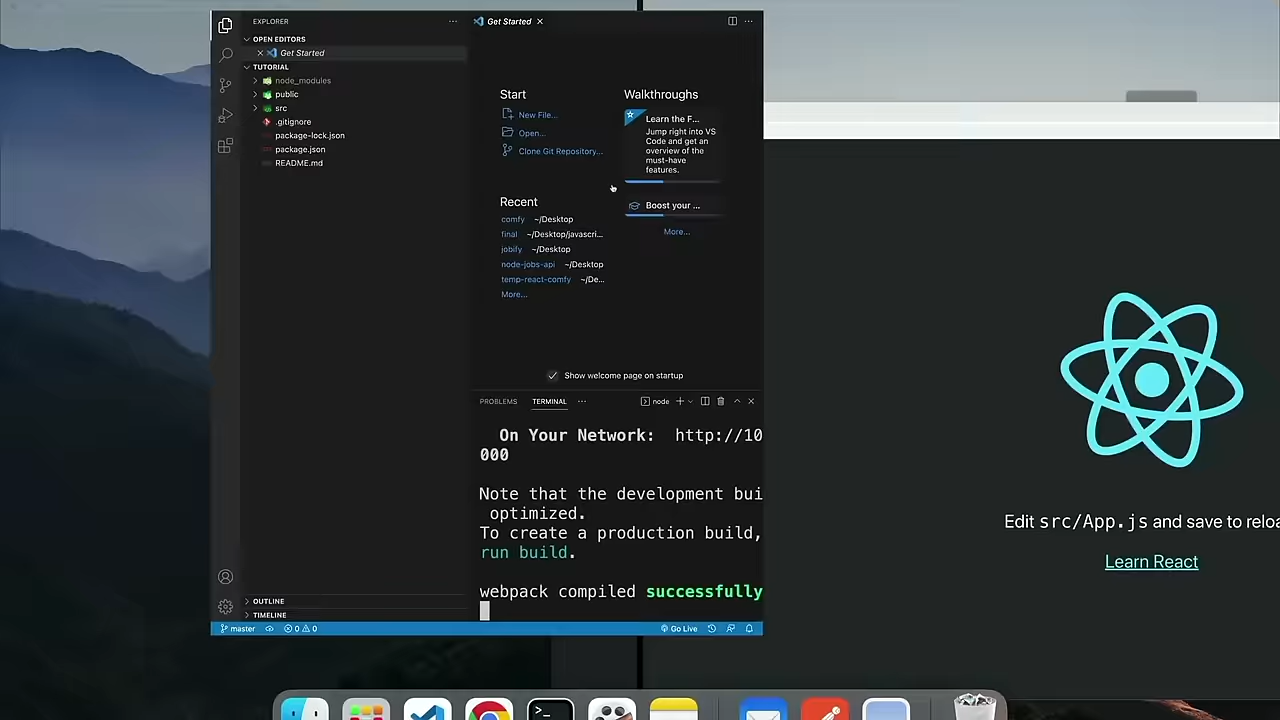 EXPLORER
OPEN EDITORS
Get Started
TUTORIAL
node_modules
public
src
.gitignore
package-lock.json
package.json
README.md
OUTLINE
TIMELINE
Get Started
Start
New File...
Open...
Clone Git Repository...
Recent
comfy ~/Desktop
final ~/Desktop/javascri...
jobify ~/Desktop
node-jobs-api ~/Desktop
temp-react-comfy ~/De...
More...
Walkthroughs
Learn the F...
Jump right into VS
Code and get an
overview of the
must-have
features.
Boost your ...
More...
Show welcome page on startup
PROBLEMS TERMINAL ... node
On Your Network: http://10
000
Note that the development bui
optimized.
To create a production build,
run build.
webpack compiled successfully
master 0 0 Go Live
Edit src/App.js and save to reloa
Learn React